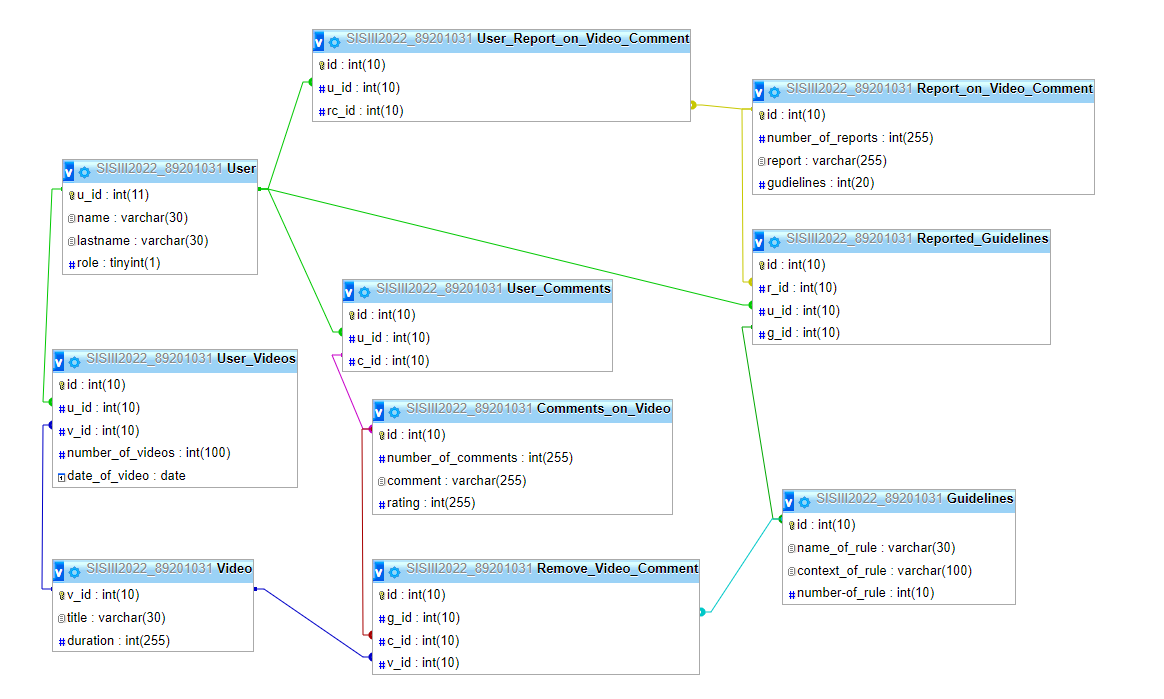 SISIII2022_89201031 User_Report_on_Video_Comment
id : int(10)
u_id : int(10)
rc_id : int(10)
SISIII2022_89201031 Report_on_Video_Comment
id : int(10)
number_of_reports : int(255)
report : varchar(255)
gudielines : int(20)
SISIII2022_89201031 User
u_id : int(11)
name : varchar(30)
lastname : varchar(30)
role : tinyint(1)
SISIII2022_89201031 Reported_Guidelines
id : int(10)
r_id : int(10)
u_id : int(10)
g_id : int(10)
SISIII2022_89201031 User_Comments
id : int(10)
u_id : int(10)
c_id : int(10)
SISIII2022_89201031 User_Videos
id : int(10)
u_id : int(10)
v_id : int(10)
number_of_videos : int(100)
date_of_video : date
SISIII2022_89201031 Comments_on_Video
id : int(10)
number_of_comments : int(255)
comment : varchar(255)
rating : int(255)
SISIII2022_89201031 Guidelines
id : int(10)
name_of_rule : varchar(30)
context_of_rule : varchar(100)
number-of_rule : int(10)
SISIII2022_89201031 Video
v_id : int(10)
title : varchar(30)
duration : int(255)
SISIII2022_89201031 Remove_Video_Comment
id : int(10)
g_id : int(10)
c_id : int(10)
v_id : int(10)